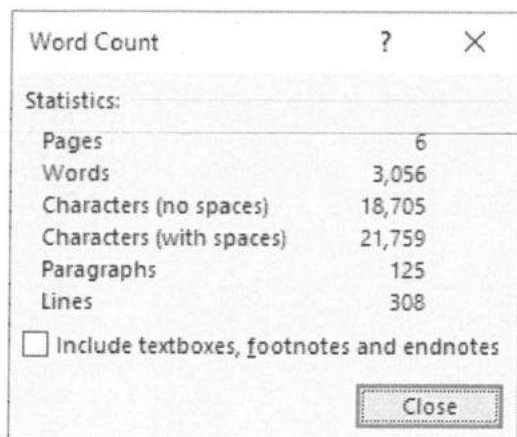 Word Count ? ×
Statistics:
Pages 6
Words 3,056
Characters (no spaces) 18,705
Characters (with spaces) 21,759
Paragraphs 125
Lines 308
Include textboxes, footnotes and endnotes
Close